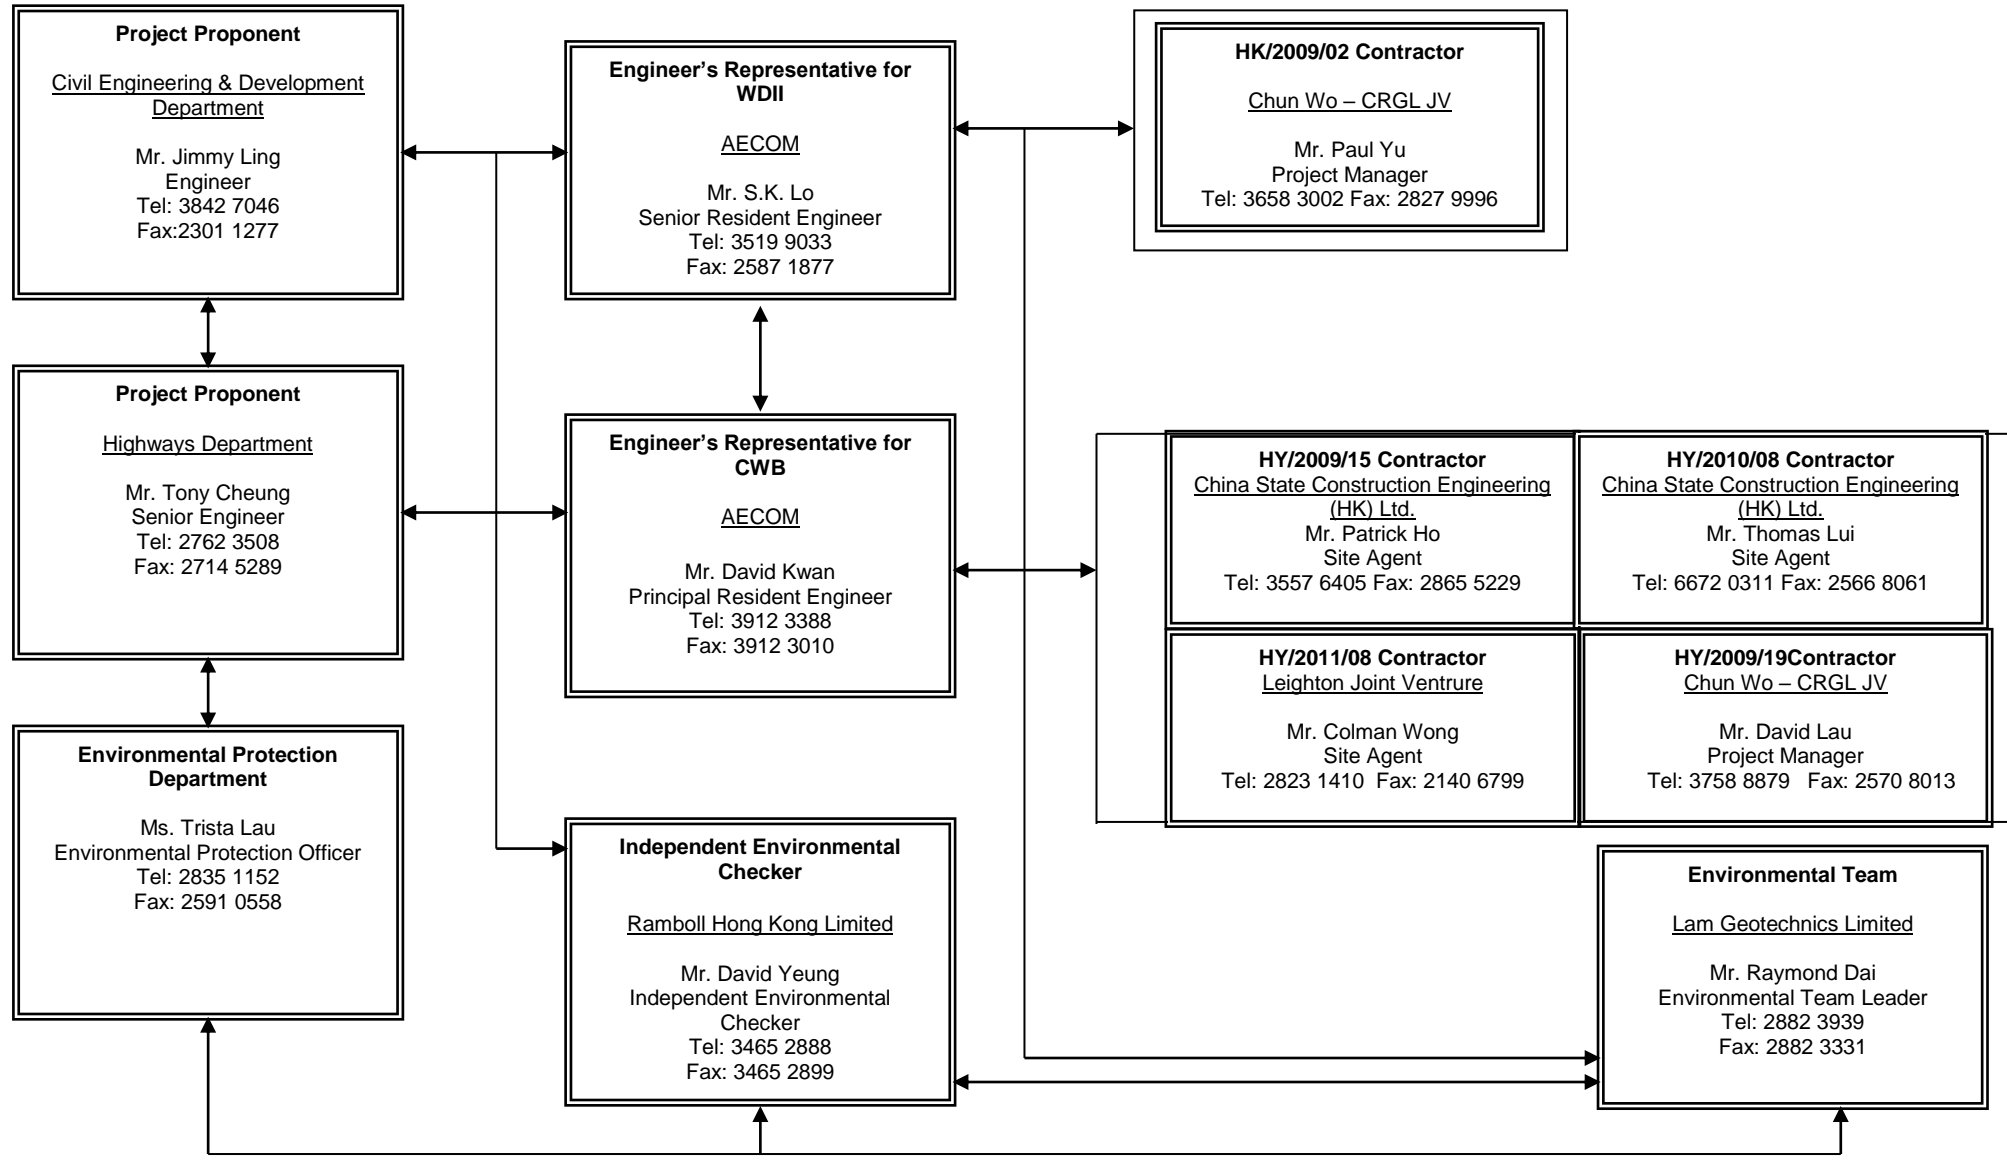 Project Proponent
Civil Engineering & Development
Department
Mr. Jimmy Ling
Engineer
Tel: 3842 7046
Fax:2301 1277
Engineer's Representative for
WDII
AECOM
Mr. S.K. Lo
Senior Resident Engineer
Tel: 3519 9033
Fax: 2587 1877
HK/2009/02 Contractor
Chun Wo – CRGL JV
Mr. Paul Yu
Project Manager
Tel: 3658 3002 Fax: 2827 9996
Project Proponent
Highways Department
Mr. Tony Cheung
Senior Engineer
Tel: 2762 3508
Fax: 2714 5289
Engineer's Representative for
CWB
AECOM
Mr. David Kwan
Principal Resident Engineer
Tel: 3912 3388
Fax: 3912 3010
HY/2009/15 Contractor
China State Construction Engineering
(HK) Ltd.
Mr. Patrick Ho
Site Agent
Tel: 3557 6405 Fax: 2865 5229
HY/2010/08 Contractor
China State Construction Engineering
(HK) Ltd.
Mr. Thomas Lui
Site Agent
Tel: 6672 0311 Fax: 2566 8061
HY/2011/08 Contractor
Leighton Joint Ventrure
Mr. Colman Wong
Site Agent
Tel: 2823 1410  Fax: 2140 6799
HY/2009/19Contractor
Chun Wo – CRGL JV
Mr. David Lau
Project Manager
Tel: 3758 8879   Fax: 2570 8013
Environmental Protection
Department
Ms. Trista Lau
Environmental Protection Officer
Tel: 2835 1152
Fax: 2591 0558
Independent Environmental
Checker
Ramboll Hong Kong Limited
Mr. David Yeung
Independent Environmental
Checker
Tel: 3465 2888
Fax: 3465 2899
Environmental Team
Lam Geotechnics Limited
Mr. Raymond Dai
Environmental Team Leader
Tel: 2882 3939
Fax: 2882 3331